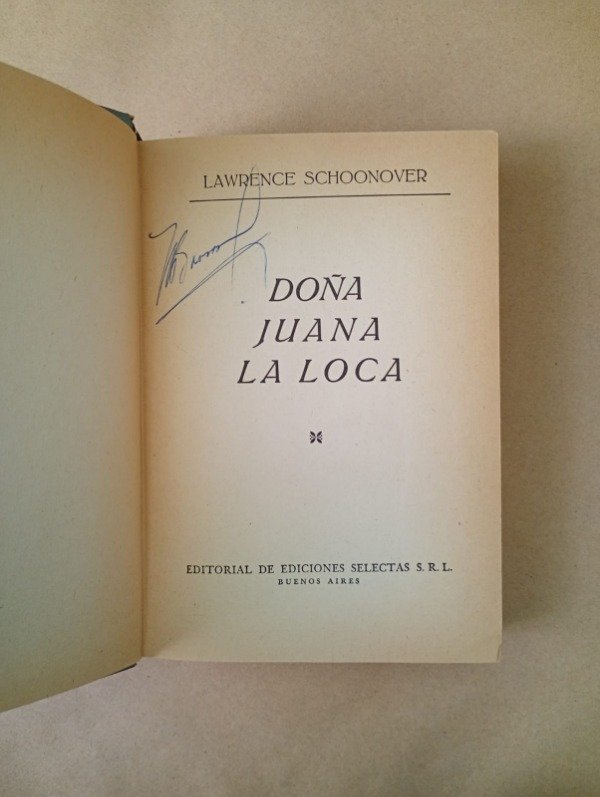 LAWRENCE SCHOONOVER
DOÑA
JUANA
LA LOCA
EDITORIAL DE EDICIONES SELECTAS S. R. L.
BUENOS AIRES